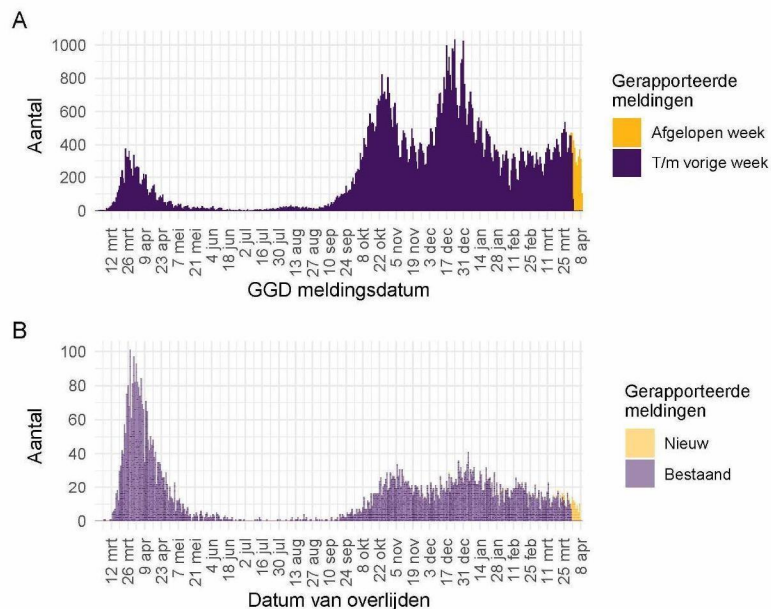 A
1000
800
600
400
200
0
Aantal
12 mrt
26 mrt
9 apr
23 apr
7 mei
21 mei
4 jun
18 jun
2 jul
16 jul
30 jul
13 aug
27 aug
10 sep
24 sep
8 okt
22 okt
5 nov
19 nov
3 dec
17 dec
31 dec
14 jan
28 jan
11 feb
25 feb
11 mrt
25 mrt
8 apr
GGD meldingsdatum
Gerapporteerde
meldingen
Afgelopen week
T/m vorige week
B
100
80
60
40
20
0
Aantal
12 mrt
26 mrt
9 apr
23 apr
7 mei
21 mei
4 jun
18 jun
2 jul
16 jul
30 jul
13 aug
27 aug
10 sep
24 sep
8 okt
22 okt
5 nov
19 nov
3 dec
17 dec
31 dec
14 jan
28 jan
11 feb
25 feb
11 mrt
25 mrt
8 apr
Datum van overlijden
Gerapporteerde
meldingen
Nieuw
Bestaand